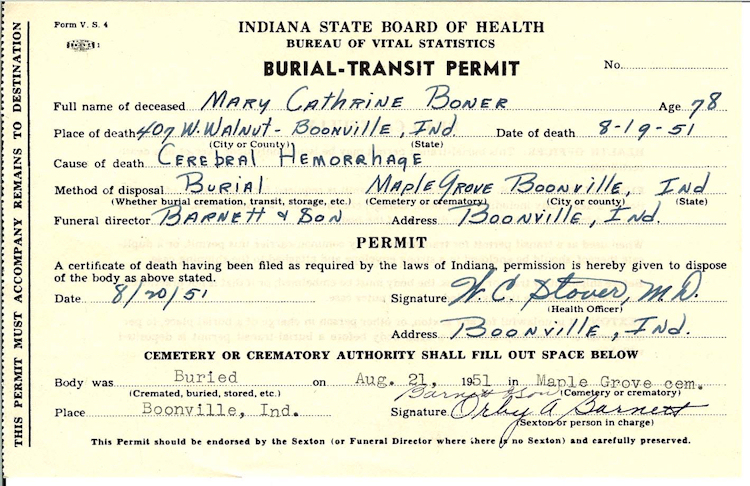 Form V. S. 4
INDIANA STATE BOARD OF HEALTH
BUREAU OF VITAL STATISTICS
BURIAL-TRANSIT PERMIT
No.
Full name of deceased Mary Cathrine Boner Age 78
Place of death 407 W. Walnut - Boonville, Ind Date of death 8-19-51
(City or County) (State)
Cause of death Cerebral Hemorrhage
Method of disposal Burial Maple Grove Boonville, Ind
(Whether burial cremation, transit, storage, etc.) (Cemetery or crematory) (City or county) (State)
Funeral director Barnett & Son Address Boonville, Ind.
PERMIT
A certificate of death having been filed as required by the laws of Indiana, permission is hereby given to dispose
of the body as above stated.
Date 8/20/51 Signature W. C. Stover, M.D.
(Health Officer)
Address Boonville, Ind.
CEMETERY OR CREMATORY AUTHORITY SHALL FILL OUT SPACE BELOW
Body was Buried on Aug. 21, 1951 in Maple Grove cem.
(Cremated, buried, stored, etc.) Barnett & Son (Cemetery or crematory)
Place Boonville, Ind. Signature Orby A Barnett
(Sexton or person in charge)
This Permit should be endorsed by the Sexton (or Funeral Director where there is no Sexton) and carefully preserved.
THIS PERMIT MUST ACCOMPANY REMAINS TO DESTINATION